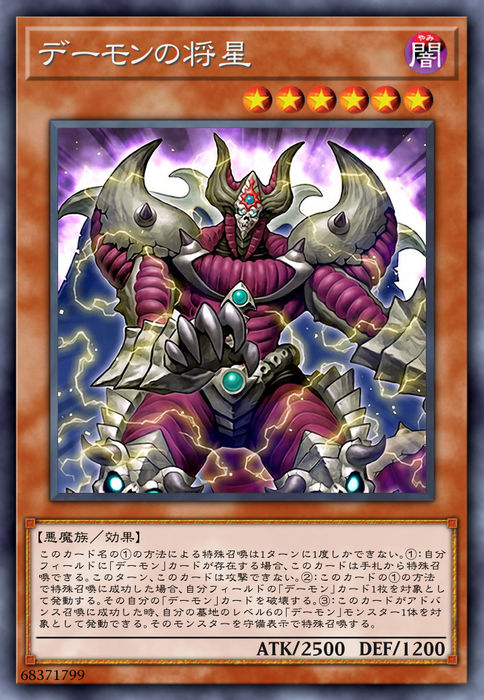 デーモンの将星
やみ
闇
【悪魔族／効果】
このカード名の①の方法による特殊召喚は1ターンに1度しかできない。①:自分
フィールドに「デーモン」カードが存在する場合、このカードは手札から特殊召
喚できる。このターン、このカードは攻撃できない。②:このカードの①の方法
で特殊召喚に成功した場合、自分フィールドの「デーモン」カード1枚を対象とし
て発動する。その自分の「デーモン」カードを破壊する。③:このカードがアドバ
ンス召喚に成功した時、自分の墓地のレベル6の「デーモン」モンスター1体を対
象として発動できる。そのモンスターを守備表示で特殊召喚する。
ATK/2500 DEF/1200
68371799